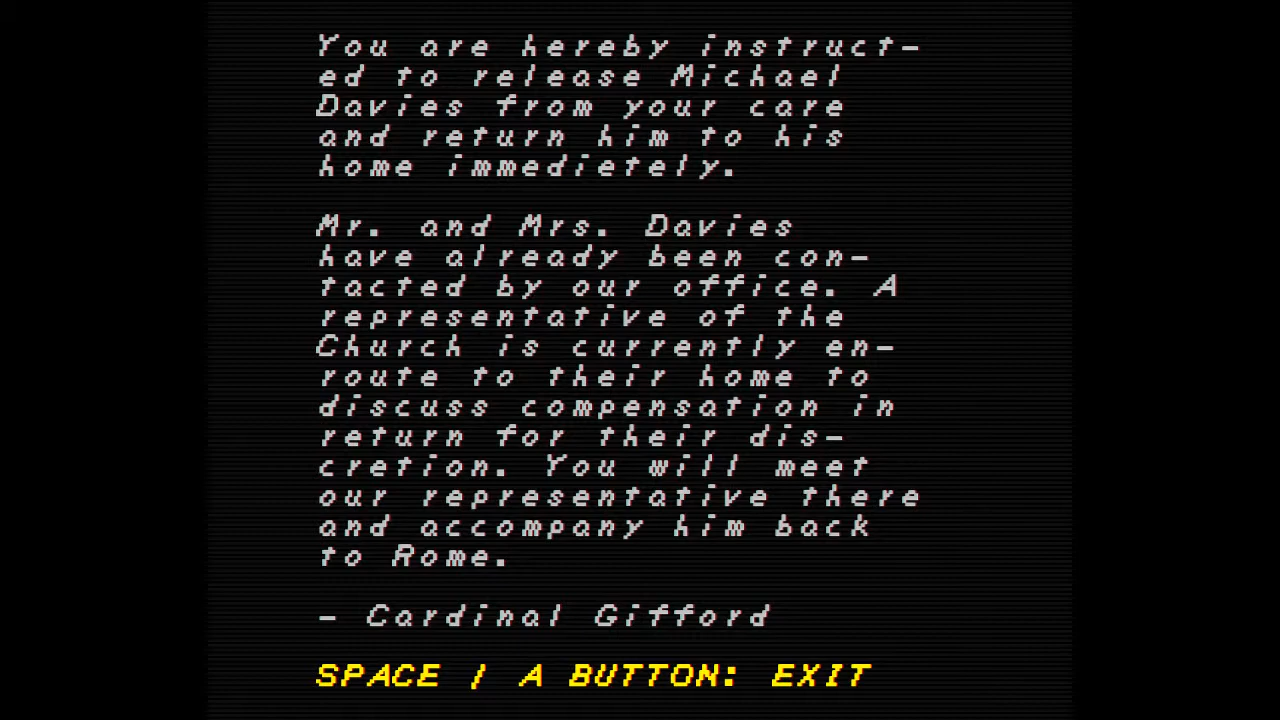 You are hereby instruct-
ed to release Michael
Davies from your care
and return him to his
home immedietely.
Mr. and Mrs. Davies
have already been con-
tacted by our office. A
representative of the
Church is currently en-
route to their home to
discuss compensation in
return for their dis-
cretion. You will meet
our representative there
and accompany him back
to Rome.
- Cardinal Gifford
SPACE / A BUTTON: EXIT